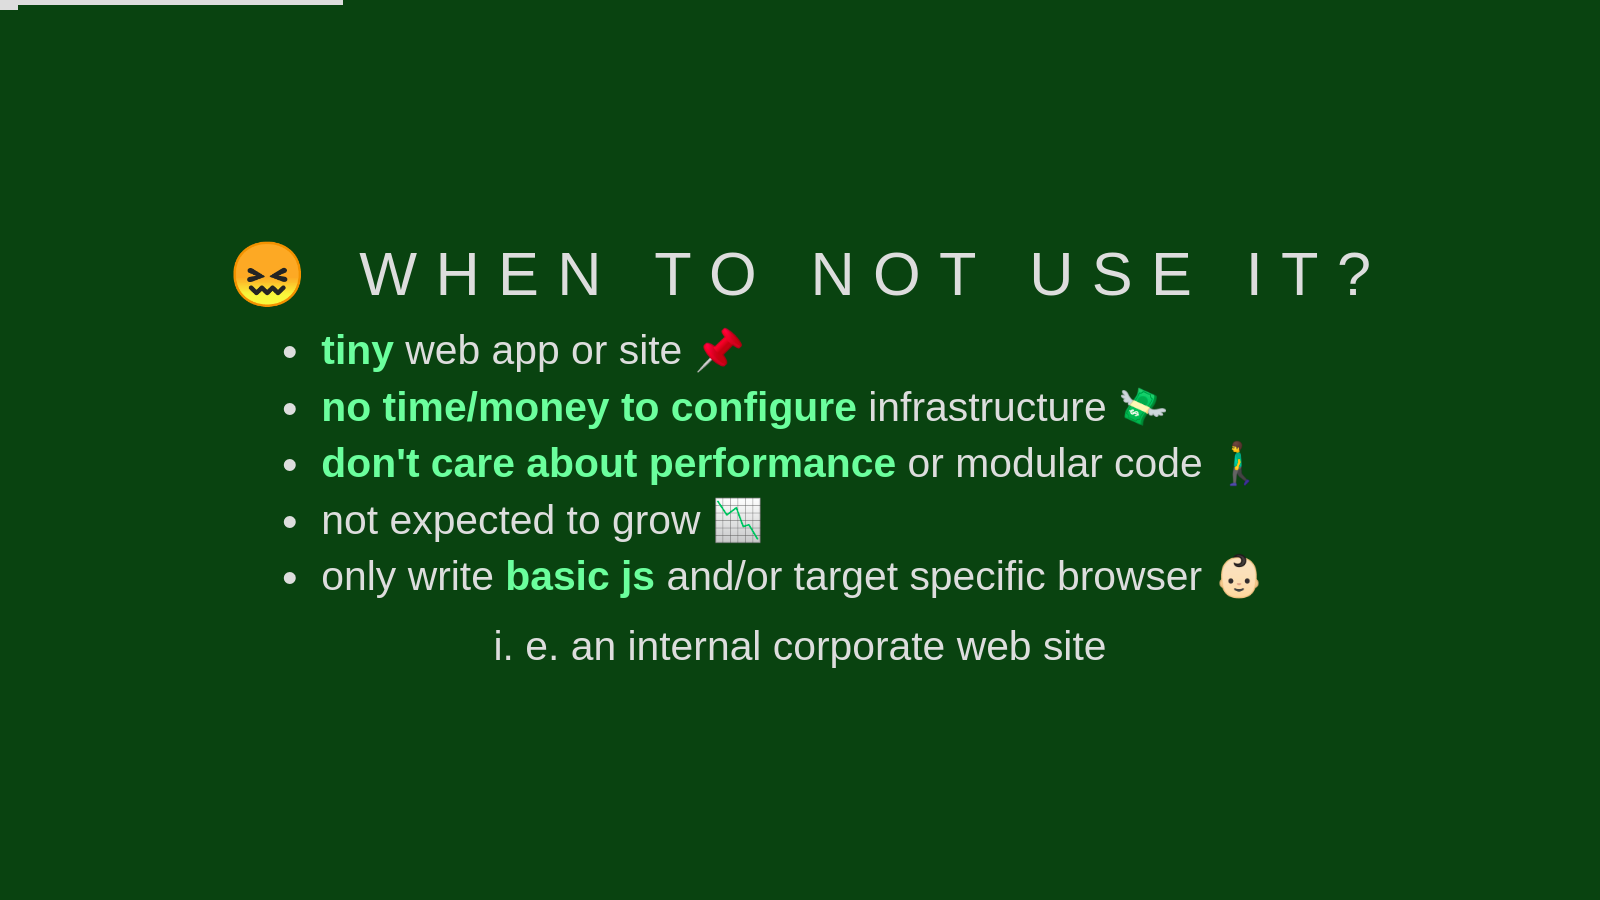 😖 WHEN TO NOT USE IT?
• tiny web app or site 📌
• no time/money to configure infrastructure 💸
• don't care about performance or modular code 🚶🏾‍♂️
• not expected to grow 📉
• only write basic js and/or target specific browser 👶🏻
i. e. an internal corporate web site